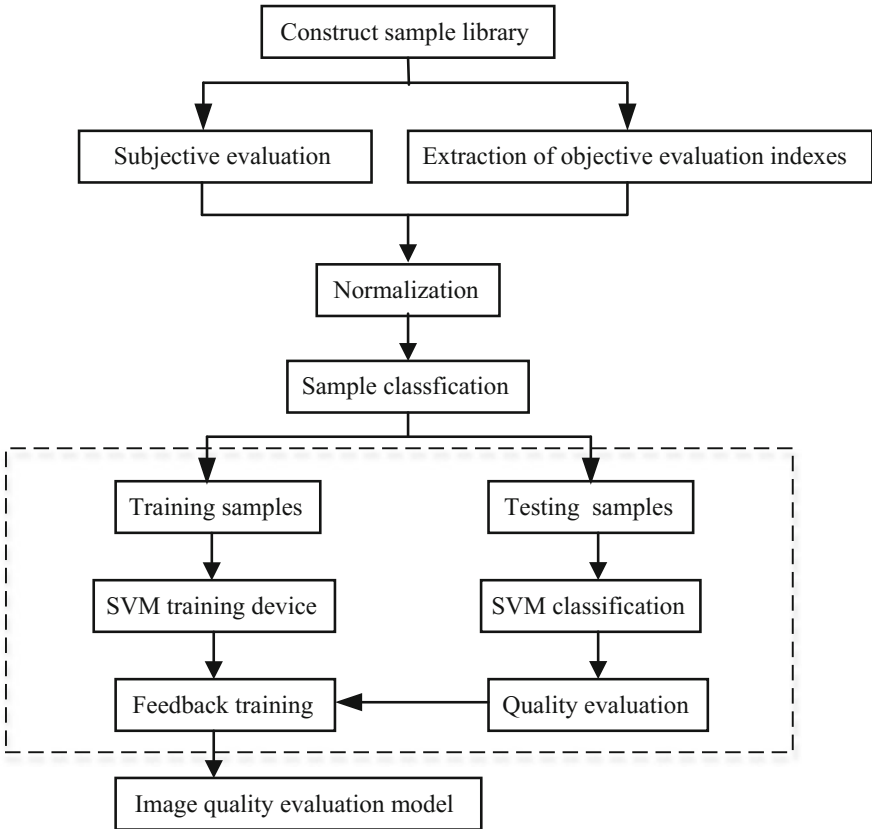 Construct sample library
Subjective evaluation
Extraction of objective evaluation indexes
Normalization
Sample classfication
Training samples
Testing samples
SVM training device
SVM classification
Feedback training
Quality evaluation
Image quality evaluation model